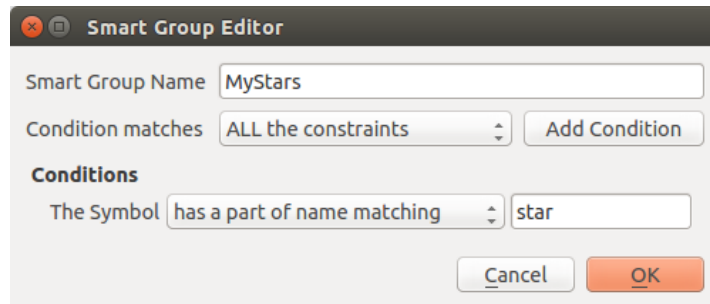 Smart Group Editor
Smart Group Name MyStars
Condition matches ALL the constraints Add Condition
Conditions
The Symbol has a part of name matching star
Cancel OK